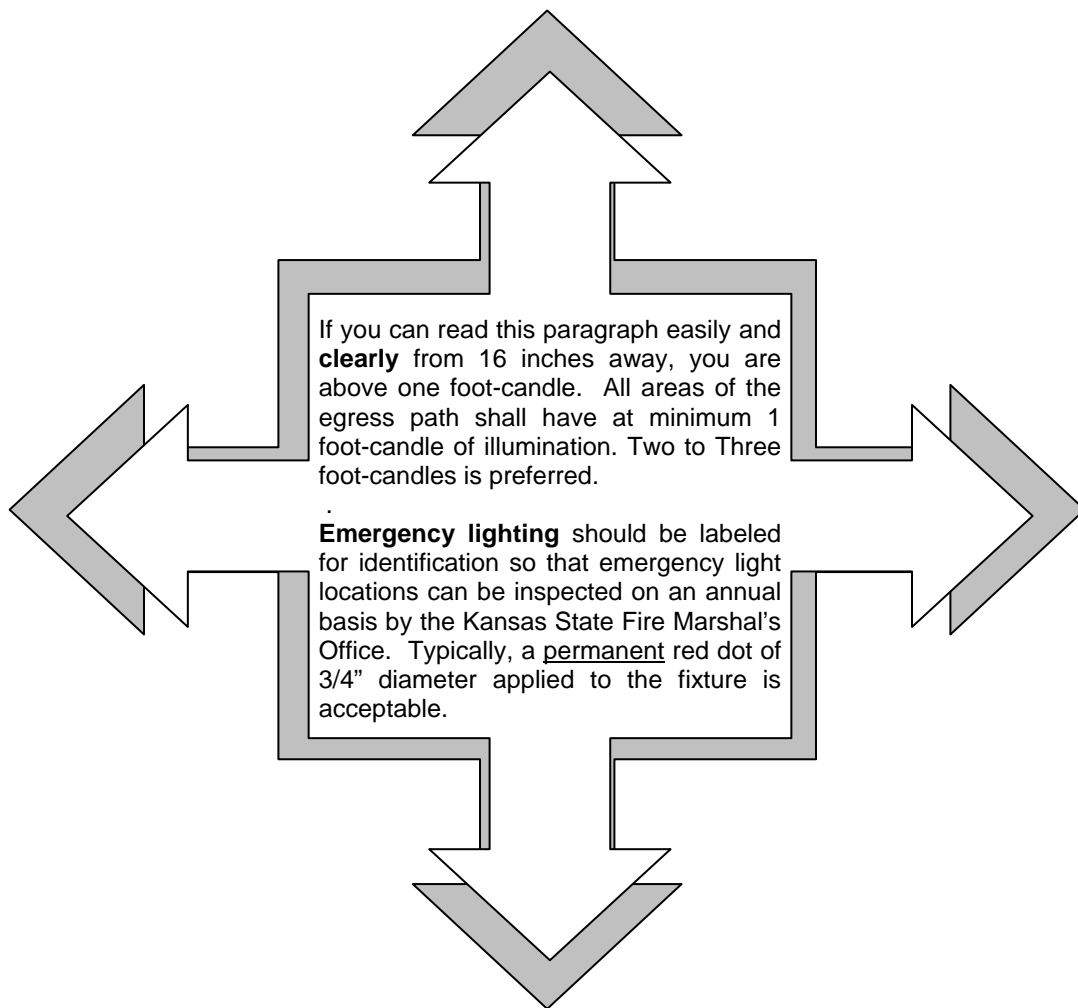 If you can read this paragraph easily and
clearly from 16 inches away, you are
above one foot-candle. All areas of the
egress path shall have at minimum 1
foot-candle of illumination. Two to Three
foot-candles is preferred.
.
Emergency lighting should be labeled
for identification so that emergency light
locations can be inspected on an annual
basis by the Kansas State Fire Marshal’s
Office. Typically, a permanent red dot of
3/4” diameter applied to the fixture is
acceptable.